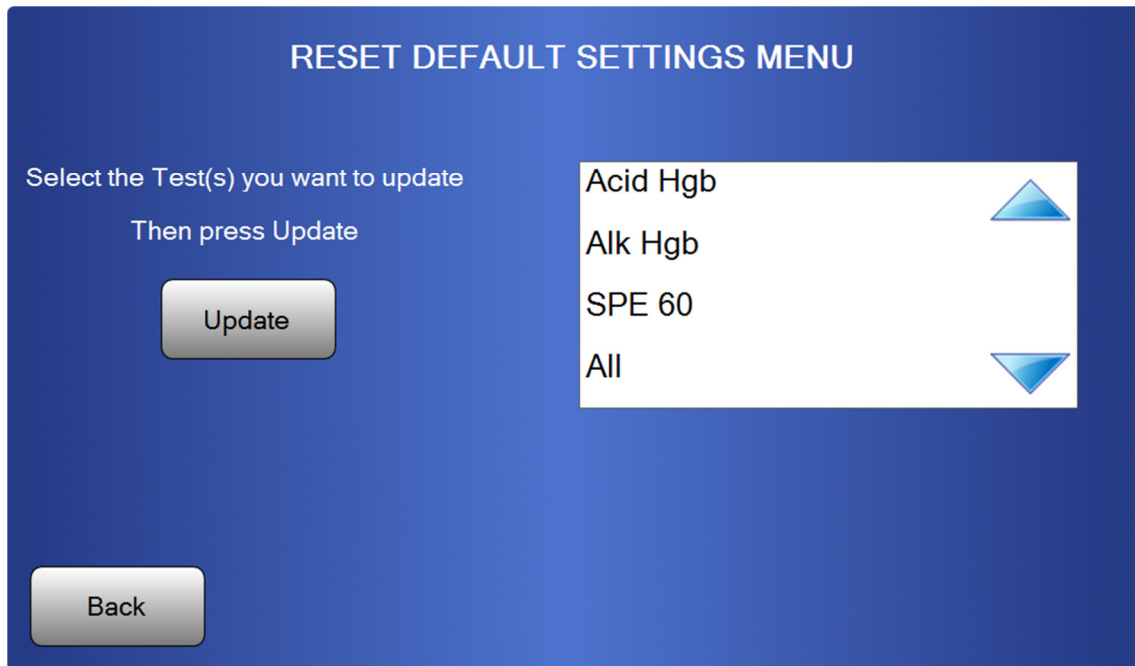 RESET DEFAULT SETTINGS MENU
Select the Test(s) you want to update
Then press Update
Update
Acid Hgb
Alk Hgb
SPE 60
All
Back